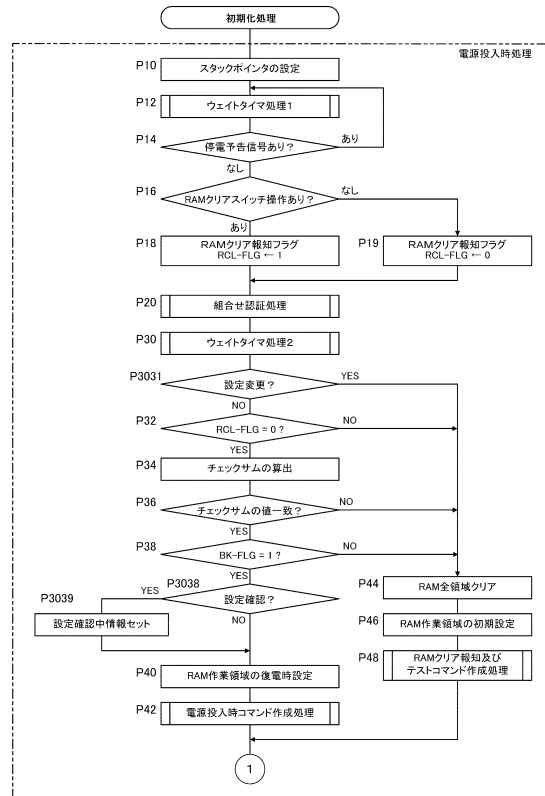 初期化処理
電源投入時処理
P10
スタックポインタの設定
P12
ウェイトタイマ処理1
P14
停電予告信号あり?
あり
なし
P16
RAMクリアスイッチ操作あり?
なし
あり
P18
RAMクリア報知フラグ
RCL-FLG ← 1
P19
RAMクリア報知フラグ
RCL-FLG ← 0
P20
組合せ認証処理
P30
ウェイトタイマ処理2
P3031
設定変更?
YES
NO
P32
RCL-FLG = 0 ?
NO
YES
P34
チェックサムの算出
P36
チェックサムの値一致?
NO
YES
P38
BK-FLG = 1 ?
NO
YES
P3038
設定確認?
YES
NO
P3039
設定確認中情報セット
P44
RAM全領域クリア
P46
RAM作業領域の初期設定
P48
RAMクリア報知及び
テストコマンド作成処理
P40
RAM作業領域の復電時設定
P42
電源投入時コマンド作成処理
1